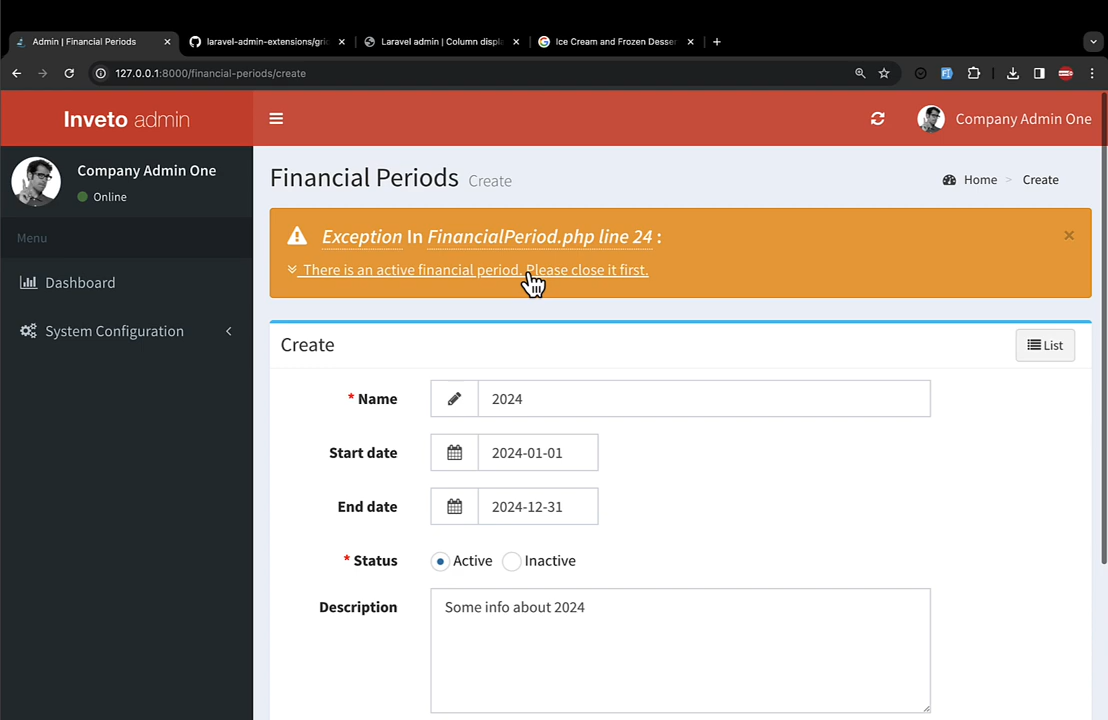 Admin | Financial Periods
laravel-admin-extensions/gric
Laravel admin | Column displa
Ice Cream and Frozen Desser
127.0.0.1:8000/financial-periods/create
Inveto admin
Company Admin One
Company Admin One
Online
Financial Periods Create
Home > Create
Menu
Dashboard
System Configuration
Exception In FinancialPeriod.php line 24 :
There is an active financial period. Please close it first.
×
Create
List
* Name
2024
Start date
2024-01-01
End date
2024-12-31
* Status
Active
Inactive
Description
Some info about 2024